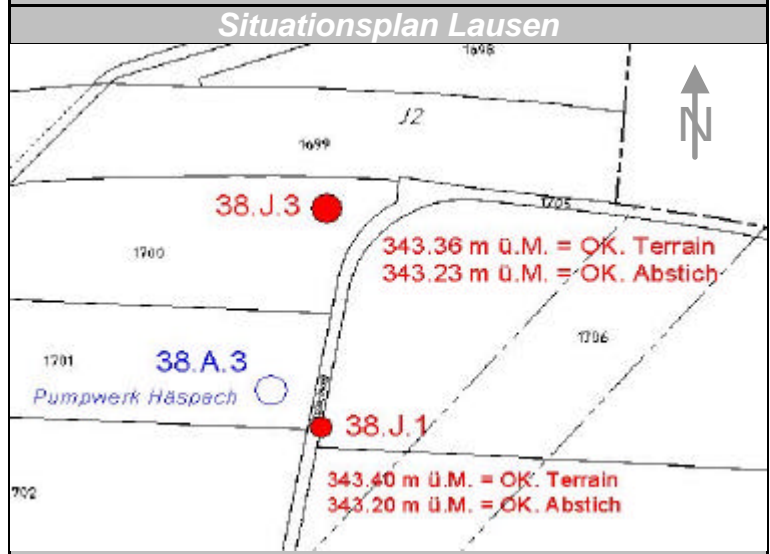 Situationsplan Lausen
1698
N
J2
1699
38.J.3
1705
343.36 m ü.M. = OK. Terrain
343.23 m ü.M. = OK. Abstich
1700
1706
1701
38.A.3
Pumpwerk Häspach
38.J.1
343.40 m ü.M. = OK. Terrain
343.20 m ü.M. = OK. Abstich
1702